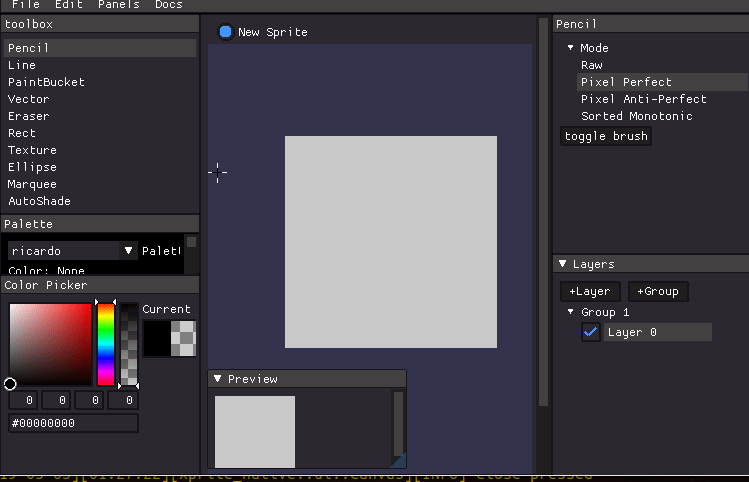 File Edit Panels Docs
toolbox
Pencil
Line
PaintBucket
Vector
Eraser
Rect
Texture
Ellipse
Marquee
AutoShade
Palette
ricardo
Color: None
Color Picker
Current
0 0 0 0
#00000000
New Sprite
Preview
Pencil
Mode
Raw
Pixel Perfect
Pixel Anti-Perfect
Sorted Monotonic
toggle brush
Layers
+Layer +Group
Group 1
Layer 0